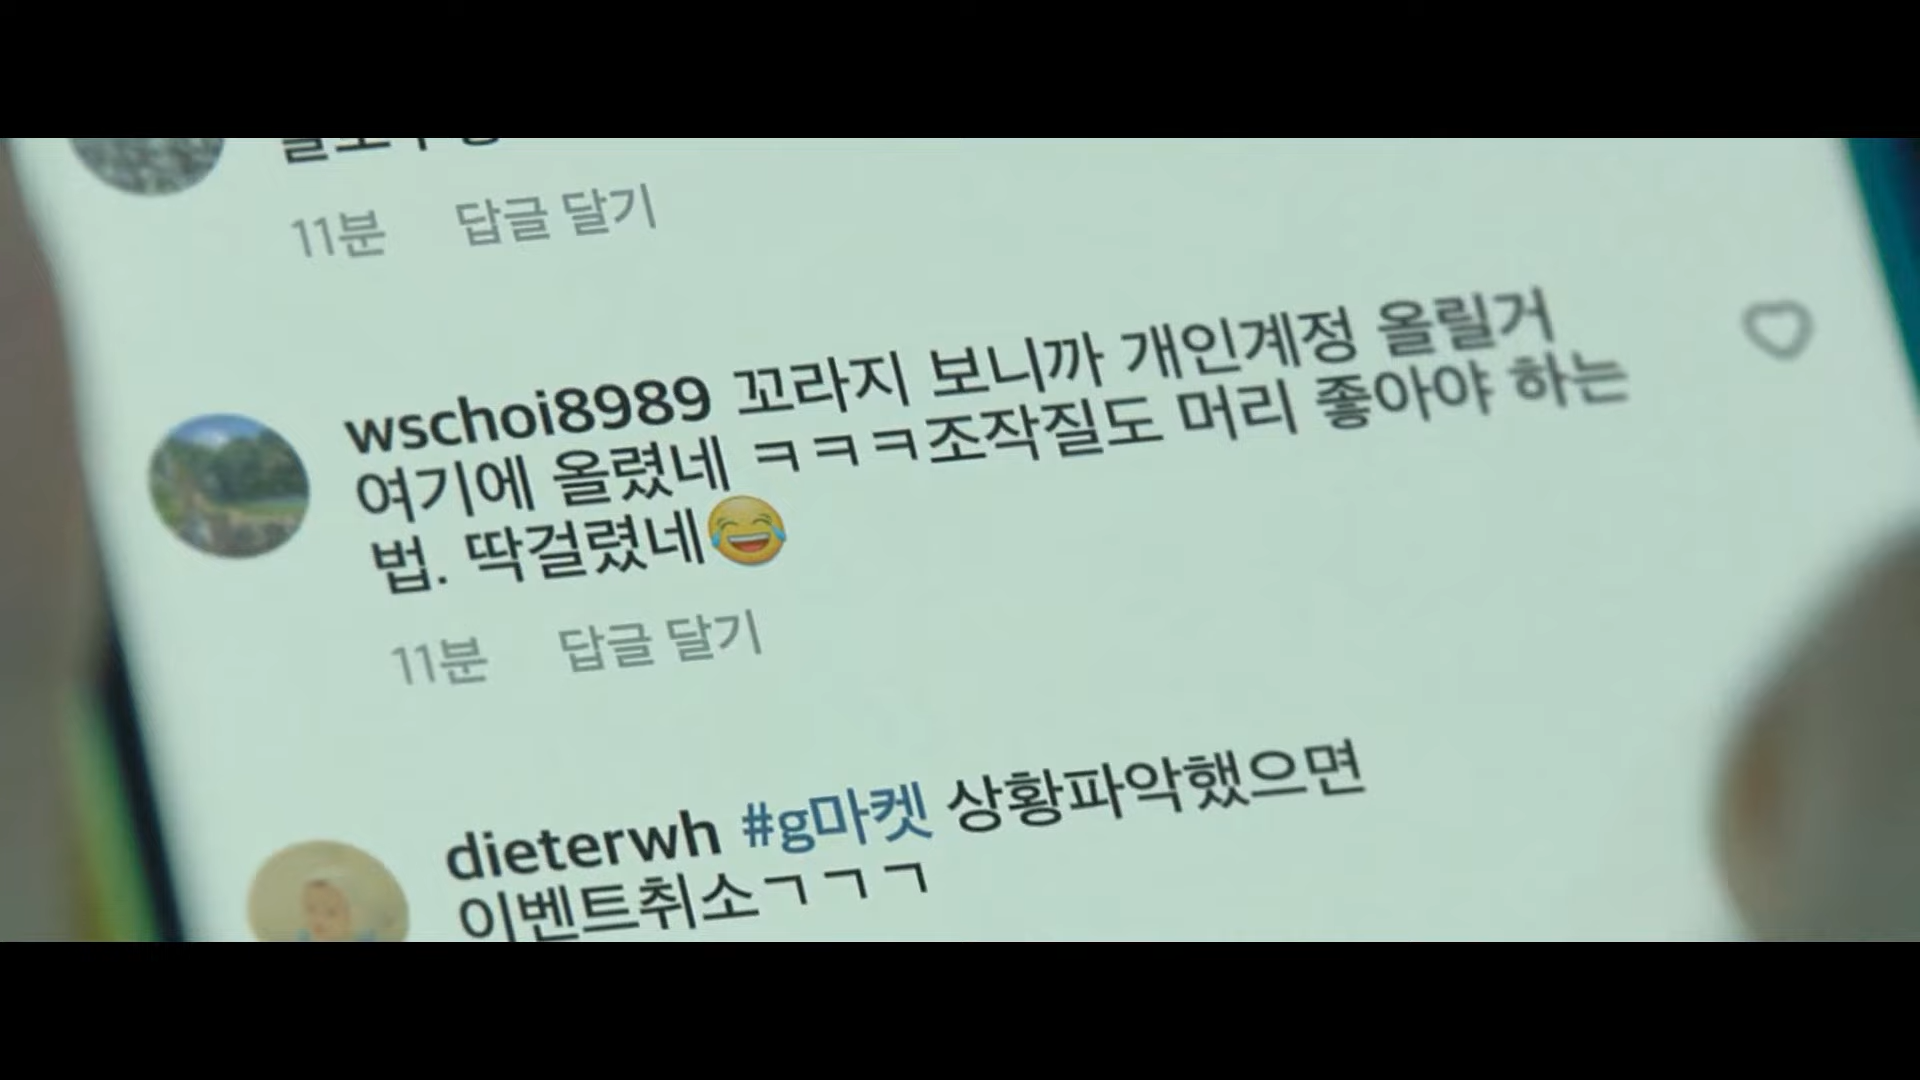 11분 답글 달기
wschoi8989 꼬라지 보니까 개인계정 올릴거
여기에 올렸네 ㅋㅋㅋ조작질도 머리 좋아야 하는
법. 딱걸렸네😂
11분 답글 달기
dieterwh #g마켓 상황파악했으면
이벤트취소ㄱㄱㄱ